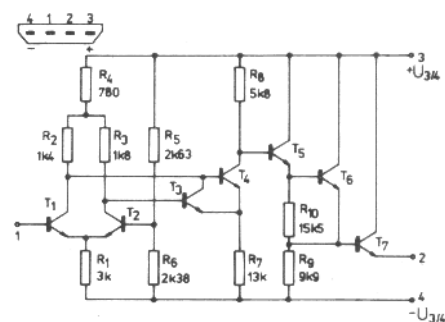 4 1 2 3
− +
R4
780
R8
5k8
3
+U3/4
R2
1k4
R3
1k8
R5
2k63
T5
T3
T4
T6
T1
T2
R10
15k5
T7
1
2
R1
3k
R6
2k38
R7
13k
R9
9k9
4
−U3/4